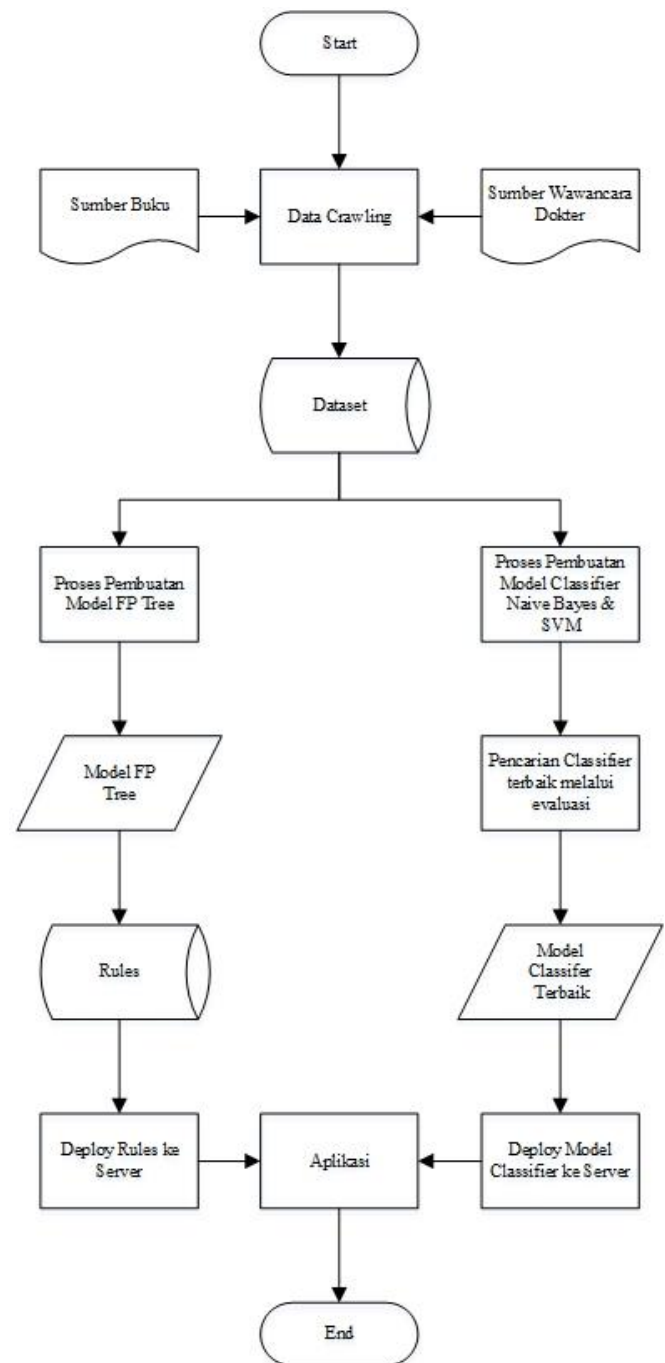 Start
Sumber Buku
Data Crawling
Sumber Wawancara
Dokter
Dataset
Proses Pembuatan
Model FP Tree
Proses Pembuatan
Model Classifier
Naive Bayes &
SVM
Model FP
Tree
Pencarian Classifier
terbaik melalui
evaluasi
Rules
Model
Classifer
Terbaik
Deploy Rules ke
Server
Aplikasi
Deploy Model
Classifier ke Server
End